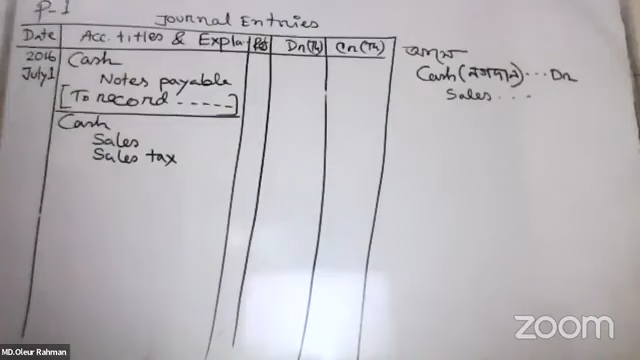 P-1
Journal Entries
Date Acc. titles & Expla Dr(Tk) Cr(Tk)
2016 Cash
July 1 Notes payable
[To record -----]
Cash
Sales
Sales tax
Cash (নগদান)... Dr
Sales ...
zoom
MD.Oleur Rahman